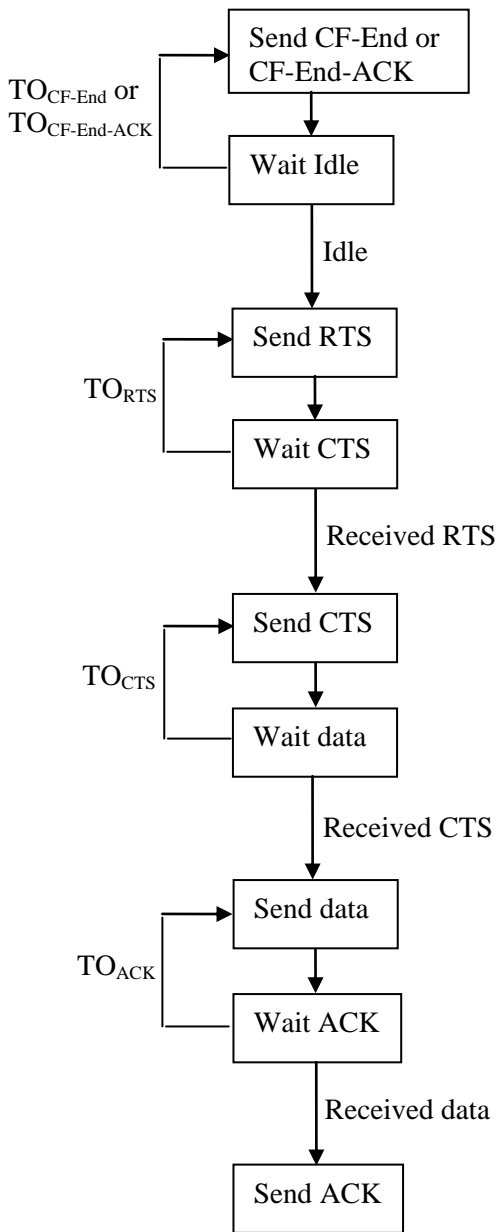 Send CF-End or
CF-End-ACK
TOCF-End or
TOCF-End-ACK
Wait Idle
Idle
Send RTS
TORTS
Wait CTS
Received RTS
Send CTS
TOCTS
Wait data
Received CTS
Send data
TOACK
Wait ACK
Received data
Send ACK